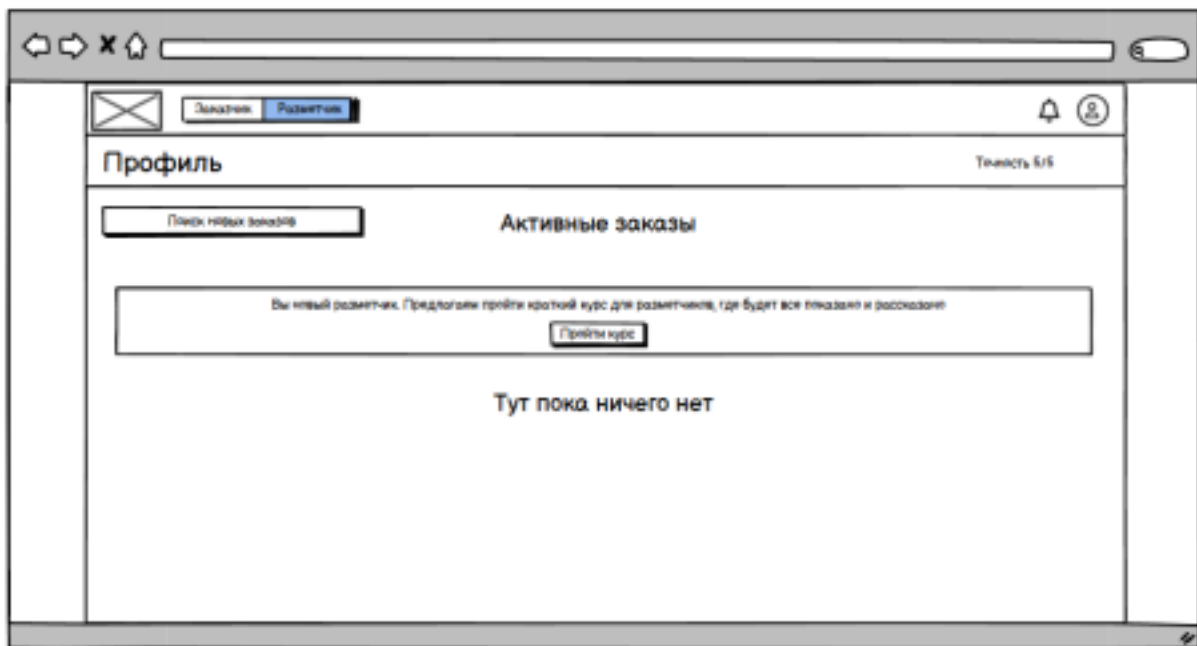 Заказчик Разметчик
Профиль
Точность 5/5
Поиск новых заказов
Активные заказы
Вы новый разметчик. Предлагаем пройти краткий курс для разметчиков, где будет все показано и рассказано
Пройти курс
Тут пока ничего нет